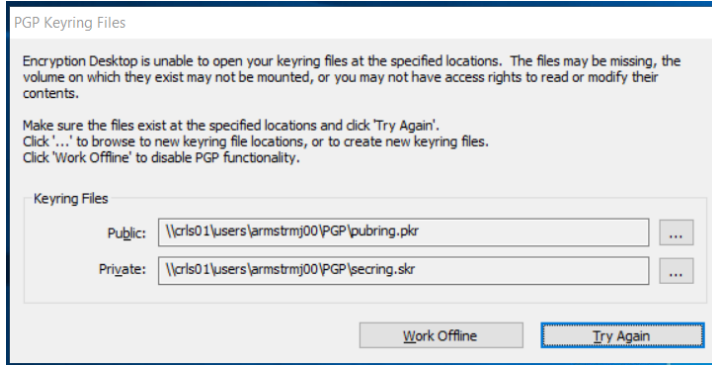 PGP Keyring Files
Encryption Desktop is unable to open your keyring files at the specified locations. The files may be missing, the
volume on which they exist may not be mounted, or you may not have access rights to read or modify their
contents.
Make sure the files exist at the specified locations and click 'Try Again'.
Click '...' to browse to new keyring file locations, or to create new keyring files.
Click 'Work Offline' to disable PGP functionality.
Keyring Files
Public: \\crls01\users\armstrmj00\PGP\pubring.pkr ...
Private: \\crls01\users\armstrmj00\PGP\secring.skr ...
Work Offline Try Again